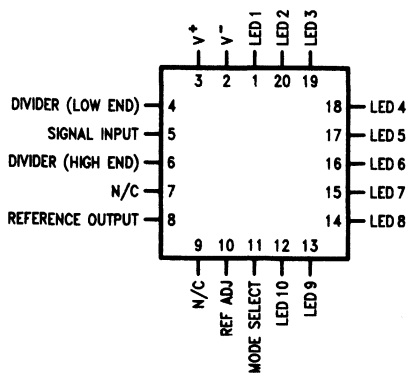 V+
V-
LED 1
LED 2
LED 3
3 2 1 20 19
DIVIDER (LOW END) 4
SIGNAL INPUT 5
DIVIDER (HIGH END) 6
N/C 7
REFERENCE OUTPUT 8
18 LED 4
17 LED 5
16 LED 6
15 LED 7
14 LED 8
9 10 11 12 13
N/C
REF ADJ
MODE SELECT
LED 10
LED 9